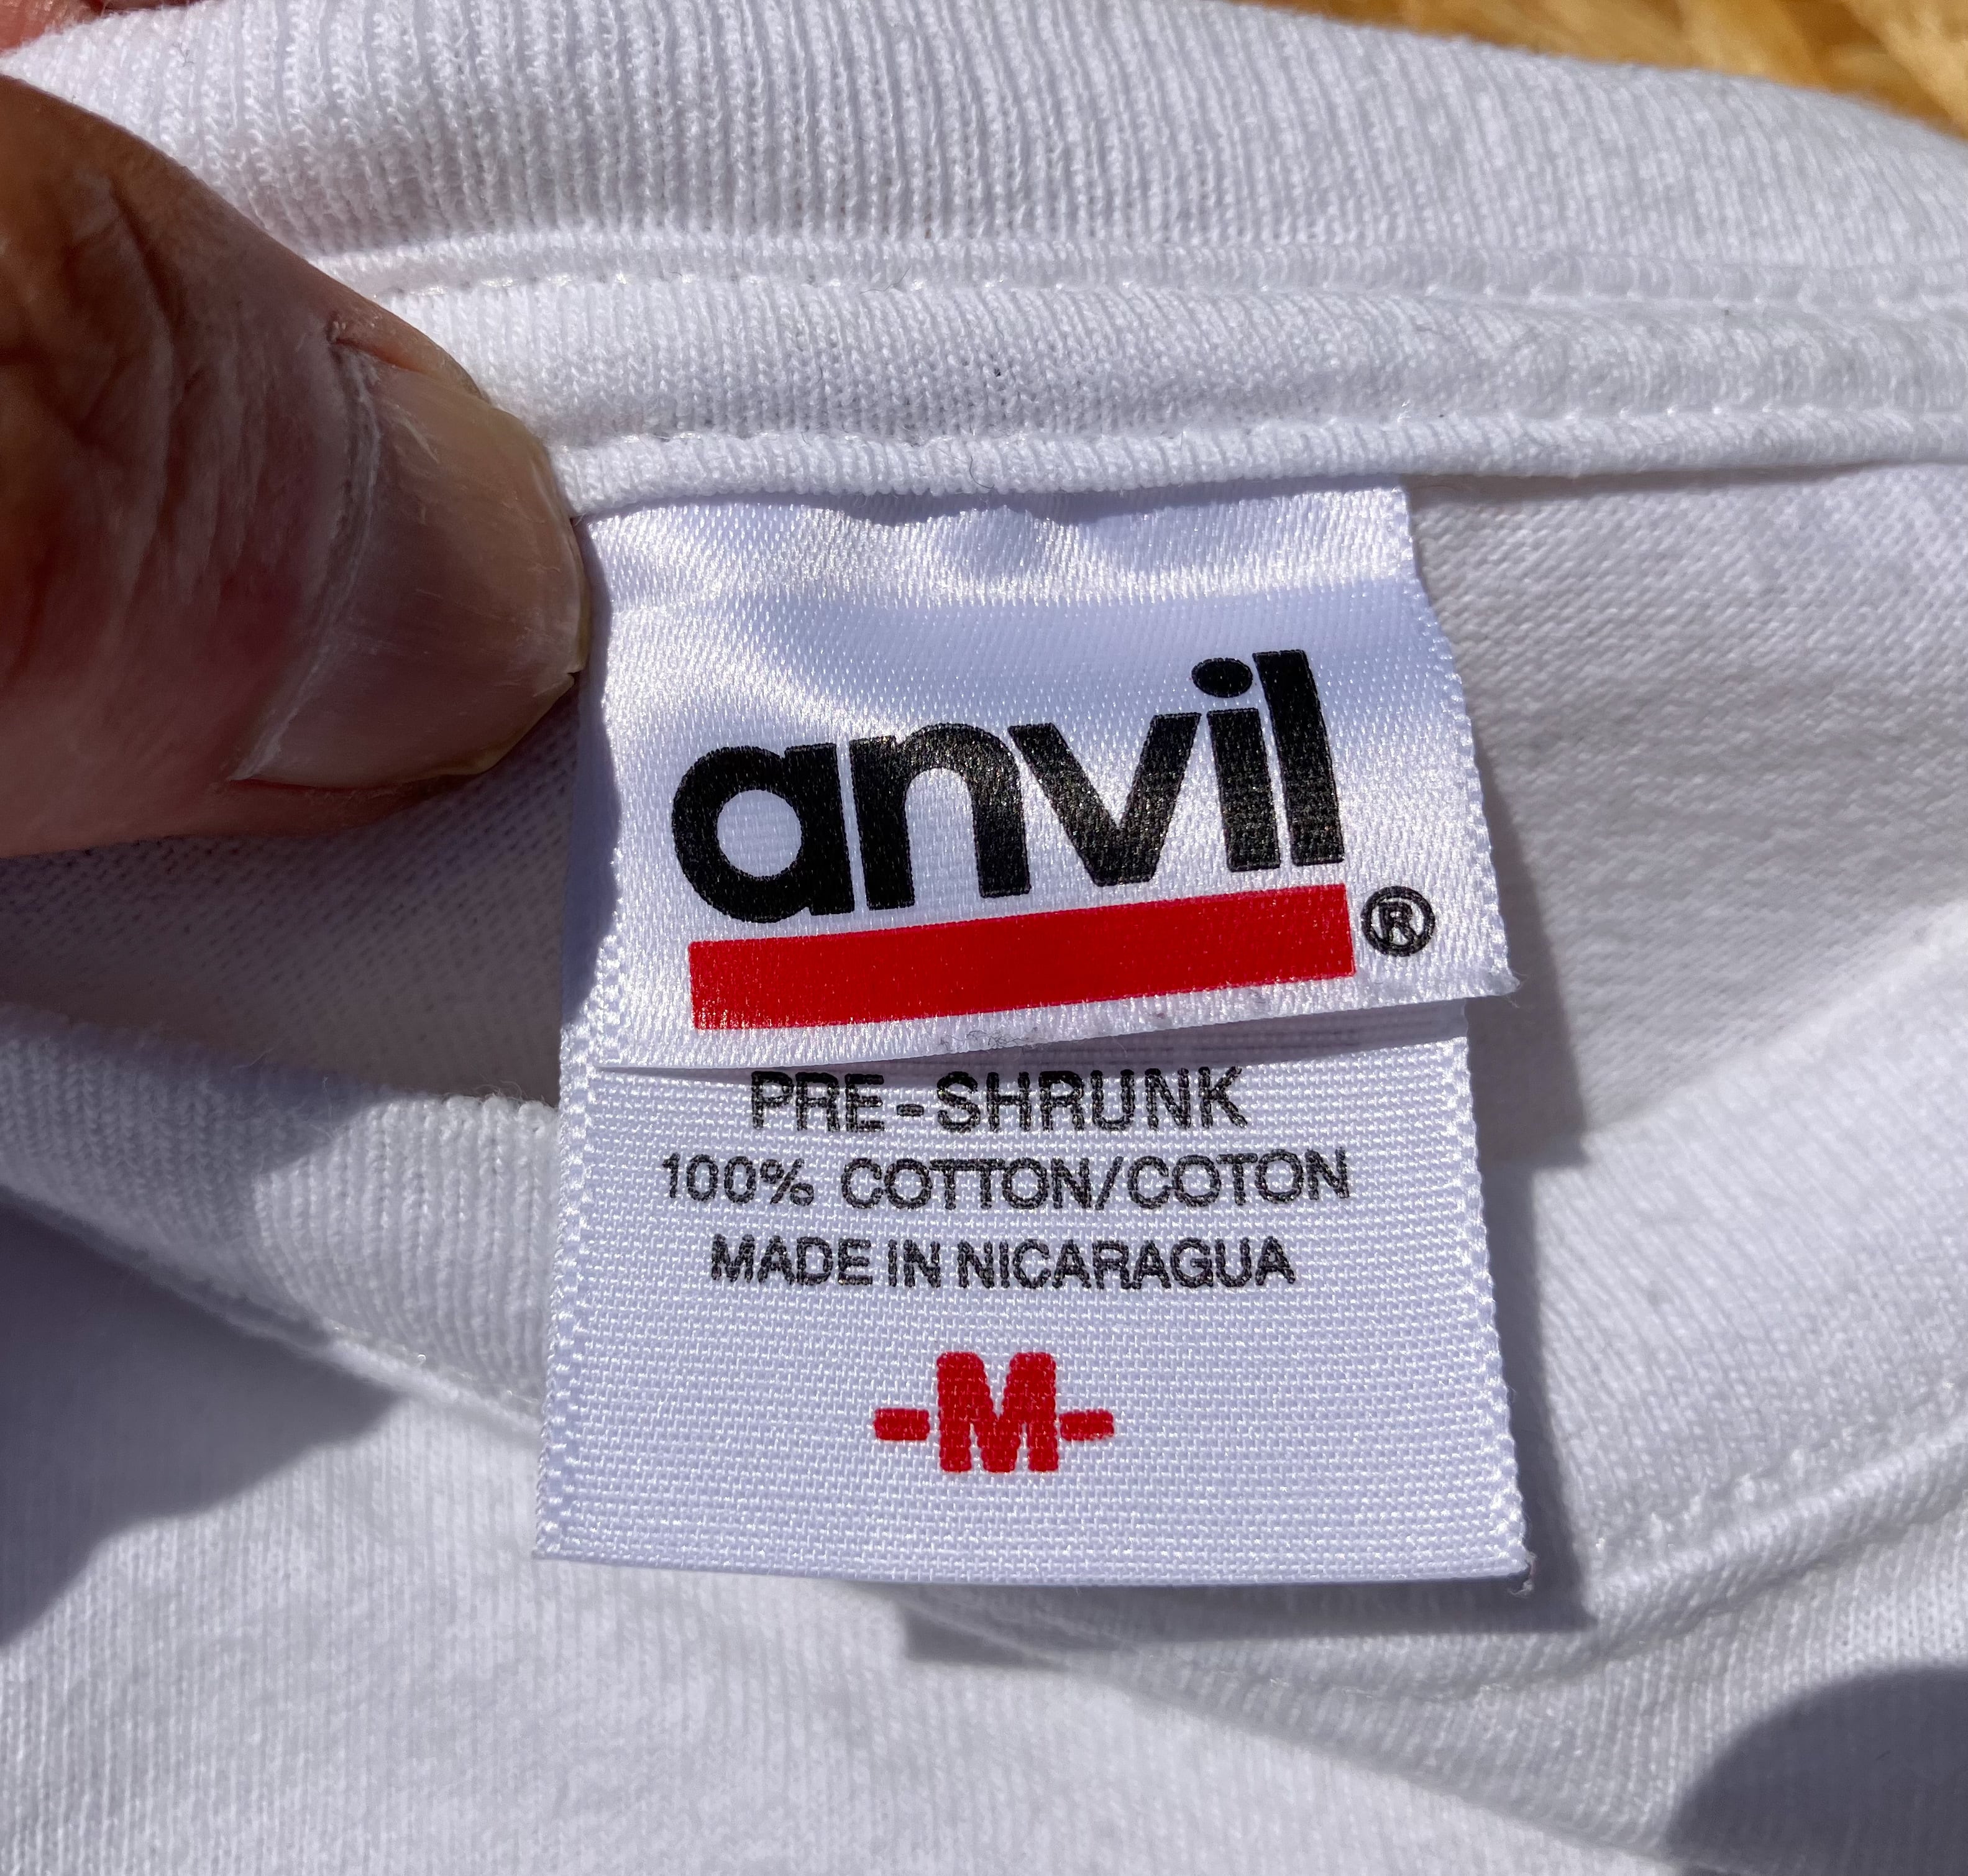 anvil®
PRE-SHRUNK
100% COTTON/COTON
MADE IN NICARAGUA
-M-